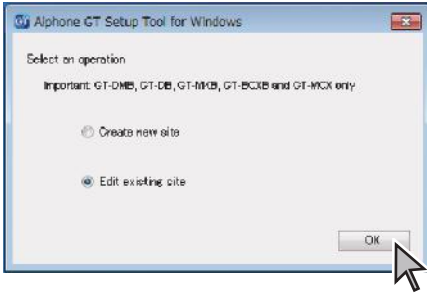 Aiphone GT Setup Tool for Windows
Select an operation
Important: GT-DMB, GT-DB, GT-MKB, GT-BCXB and GT-MCX only
Create new site
Edit existing site
OK